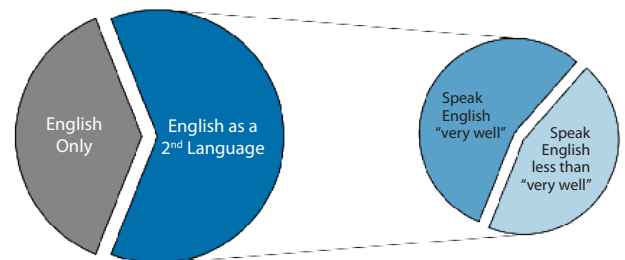 English
Only
English as a
2nd Language
Speak
English
"very well"
Speak
English
less than
"very well"